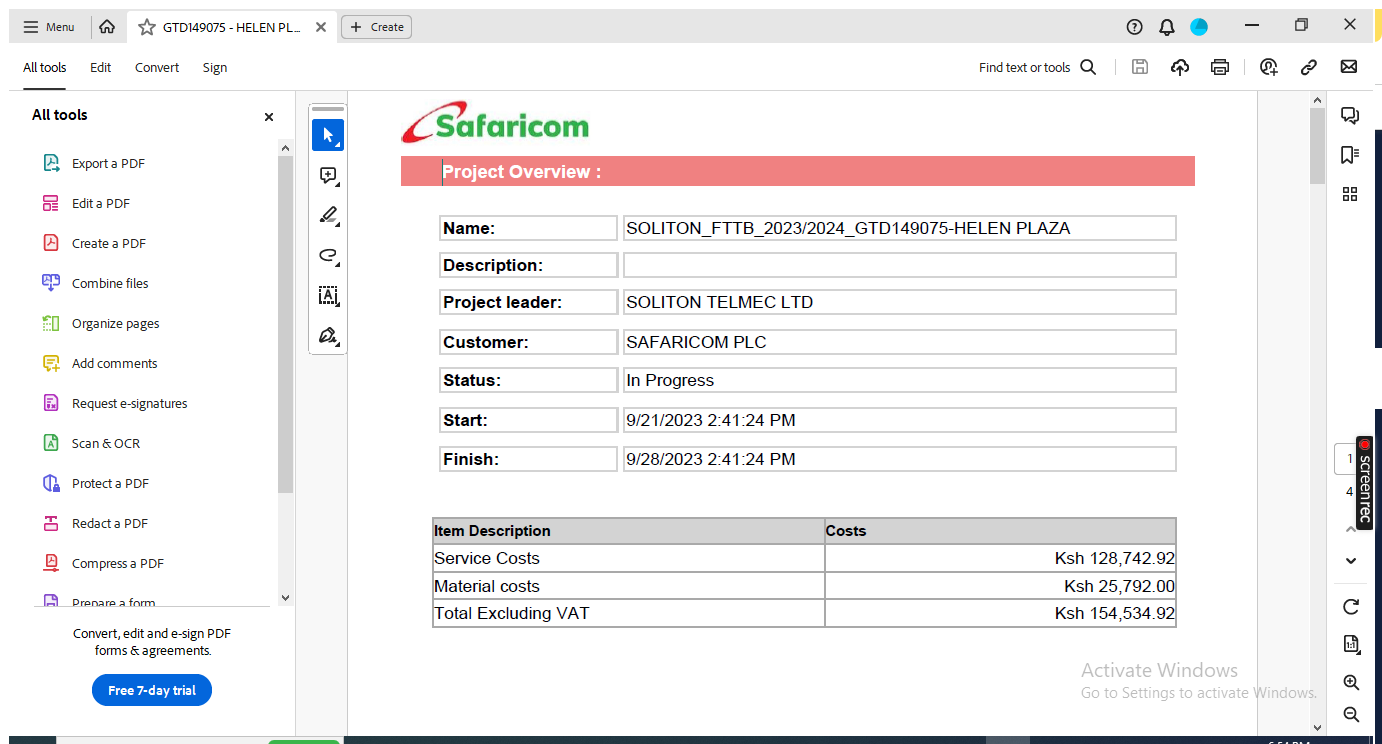 Menu
GTD149075 - HELEN PL...
Create
All tools
Edit
Convert
Sign
Find text or tools
All tools
Export a PDF
Edit a PDF
Create a PDF
Combine files
Organize pages
Add comments
Request e-signatures
Scan & OCR
Protect a PDF
Redact a PDF
Compress a PDF
Prepare a form
Convert, edit and e-sign PDF
forms & agreements.
Free 7-day trial
Safaricom
Project Overview :
Name: SOLITON_FTTB_2023/2024_GTD149075-HELEN PLAZA
Description:
Project leader: SOLITON TELMEC LTD
Customer: SAFARICOM PLC
Status: In Progress
Start: 9/21/2023 2:41:24 PM
Finish: 9/28/2023 2:41:24 PM
Item Description Costs
Service Costs Ksh 128,742.92
Material costs Ksh 25,792.00
Total Excluding VAT Ksh 154,534.92
Activate Windows
Go to Settings to activate Windows.
1
4
screenrec